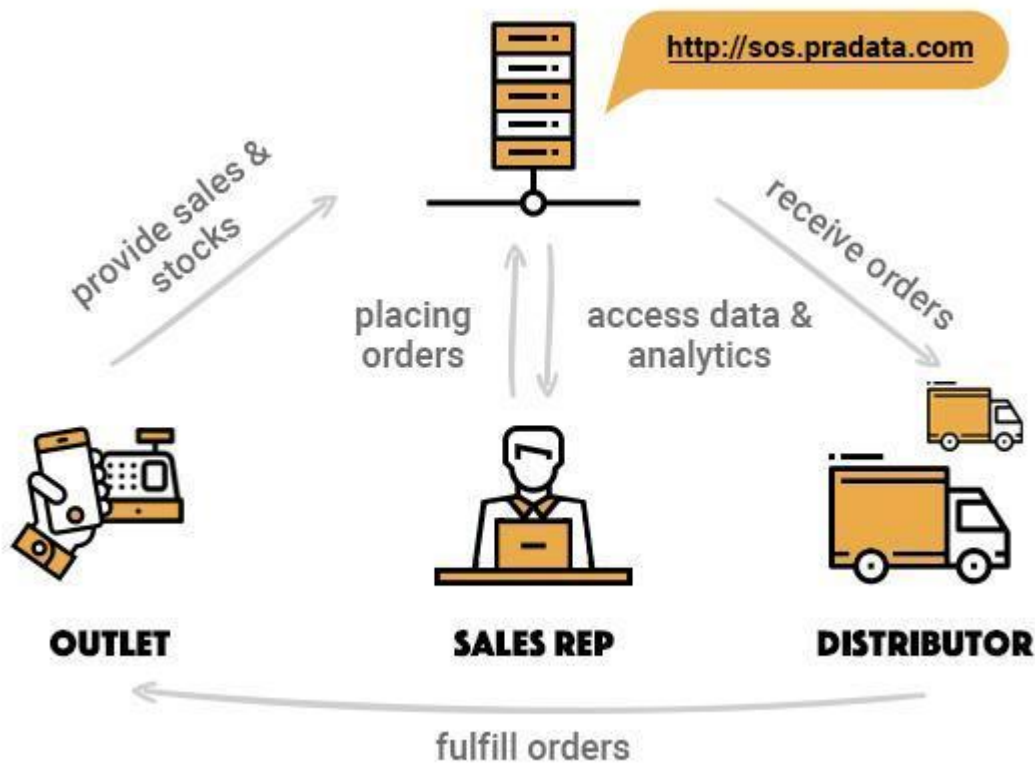 http://sos.pradata.com
provide sales &
stocks
receive orders
placing
orders
access data &
analytics
OUTLET
SALES REP
DISTRIBUTOR
fulfill orders